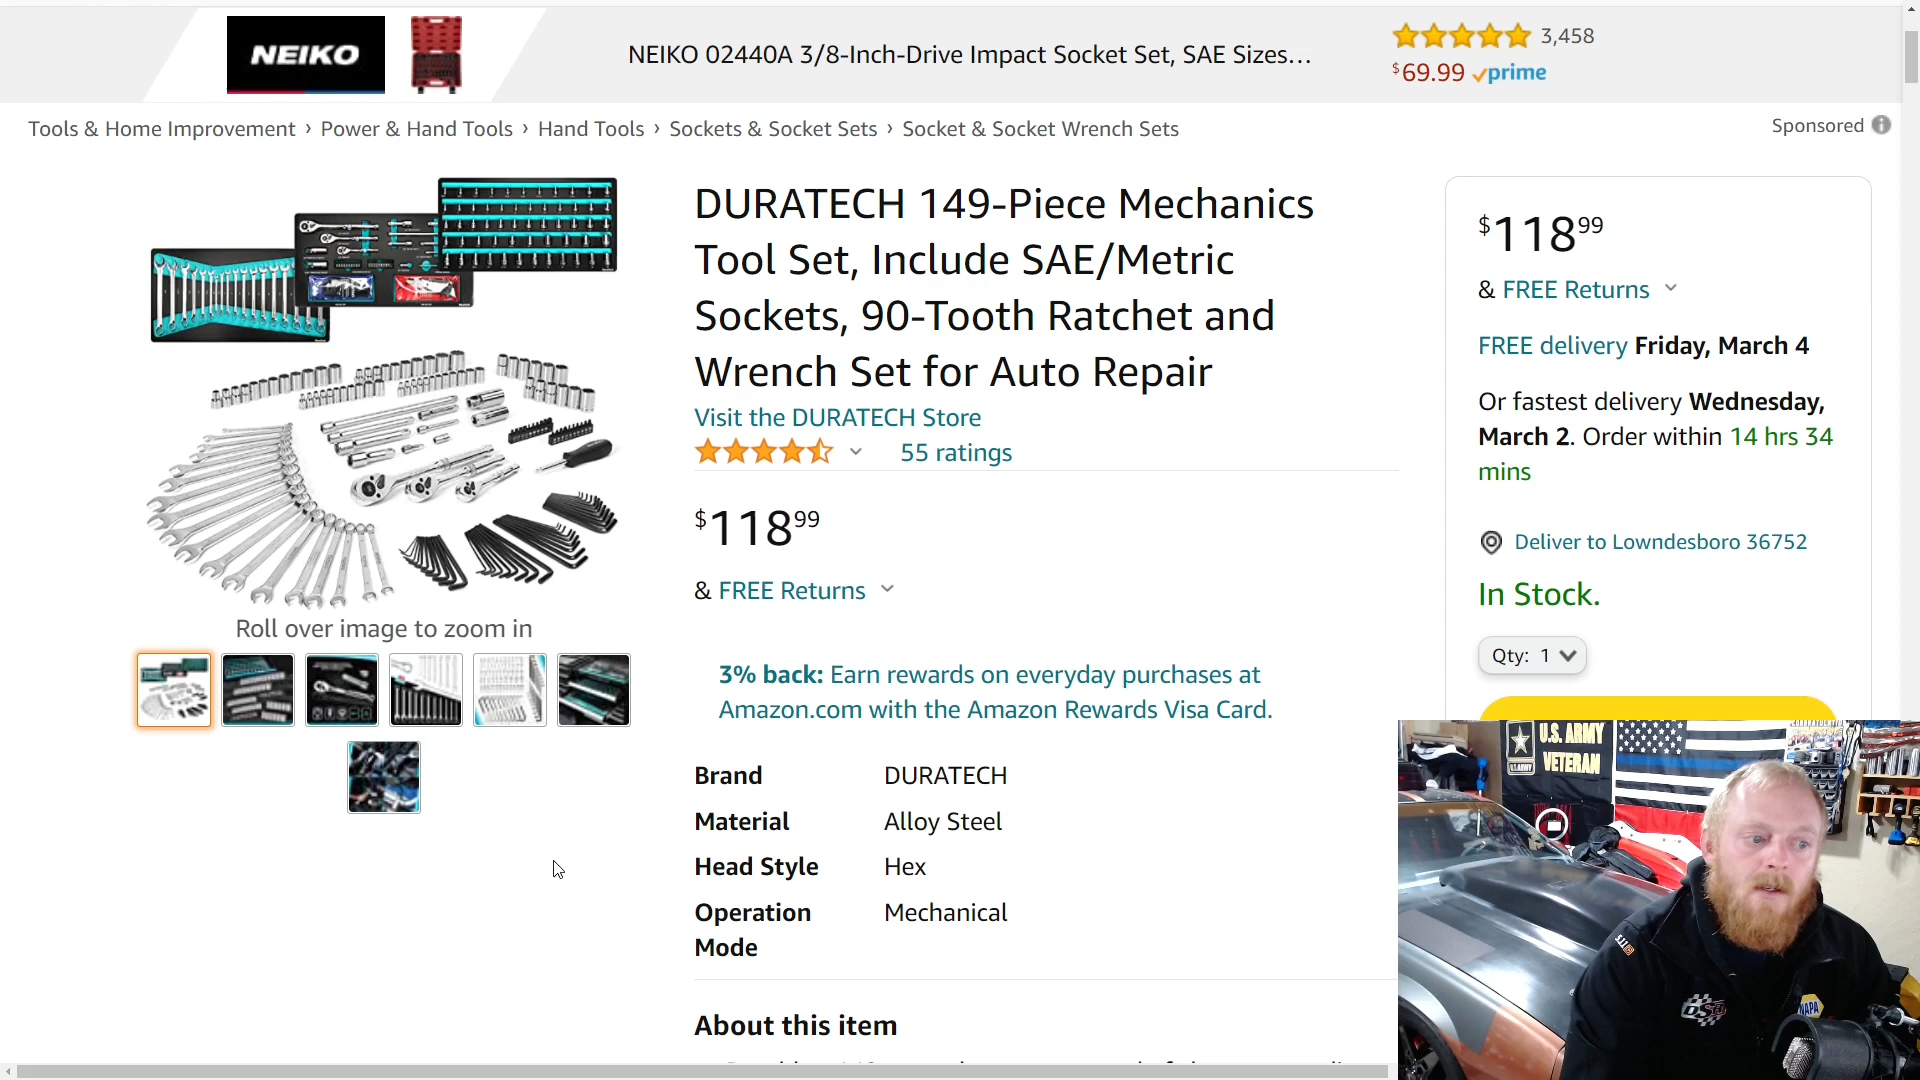 NEIKO
NEIKO 02440A 3/8-Inch-Drive Impact Socket Set, SAE Sizes...
3,458
$69.99 prime
Tools & Home Improvement › Power & Hand Tools › Hand Tools › Sockets & Socket Sets › Socket & Socket Wrench Sets
Sponsored
DURATECH 149-Piece Mechanics
Tool Set, Include SAE/Metric
Sockets, 90-Tooth Ratchet and
Wrench Set for Auto Repair
Visit the DURATECH Store
55 ratings
$118.99
& FREE Returns
3% back: Earn rewards on everyday purchases at
Amazon.com with the Amazon Rewards Visa Card.
Brand DURATECH
Material Alloy Steel
Head Style Hex
Operation Mechanical
Mode
About this item
Roll over image to zoom in
$118.99
& FREE Returns
FREE delivery Friday, March 4
Or fastest delivery Wednesday,
March 2. Order within 14 hrs 34
mins
Deliver to Lowndesboro 36752
In Stock.
Qty: 1
U.S. ARMY
VETERAN
511
NAPA